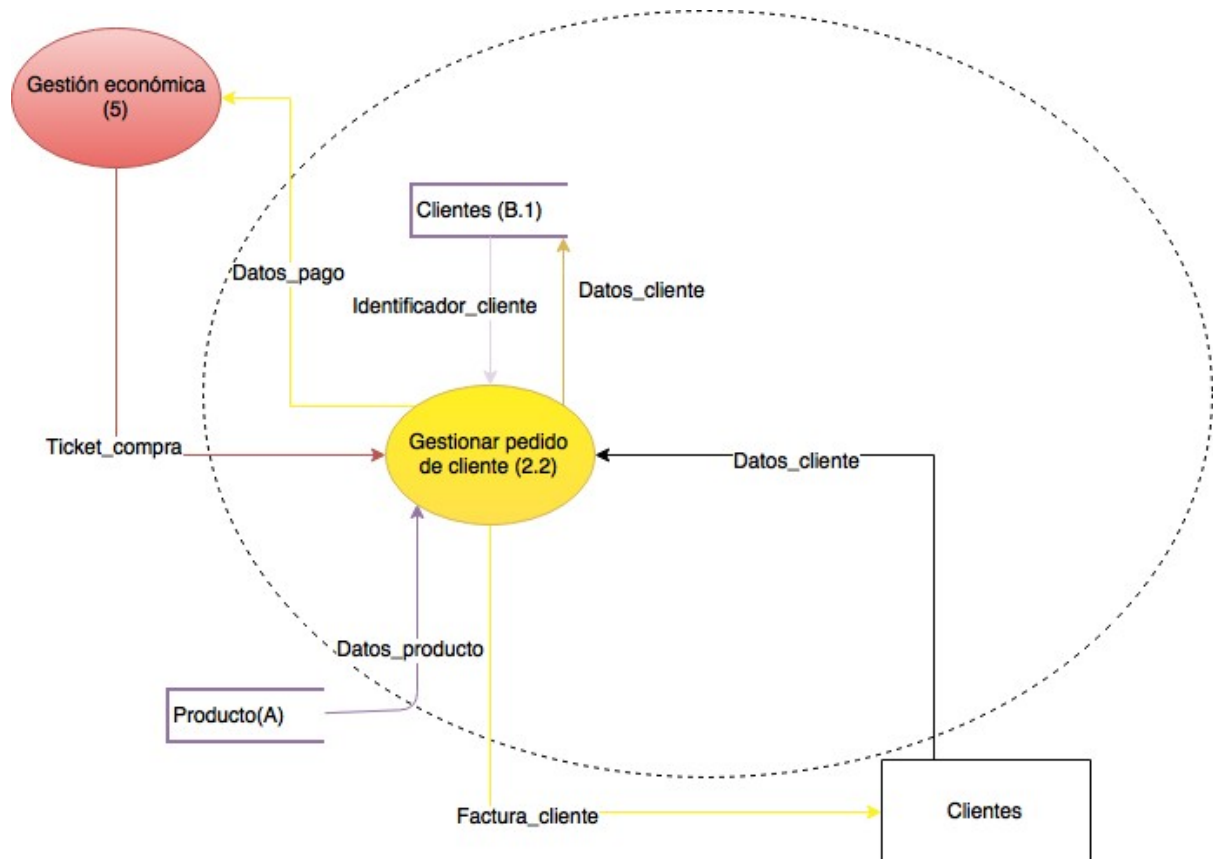 Gestión económica
(5)
Clientes (B.1)
Datos_pago
Datos_cliente
Identificador_cliente
Gestionar pedido
de cliente (2.2)
Ticket_compra
Datos_cliente
Datos_producto
Producto(A)
Factura_cliente
Clientes